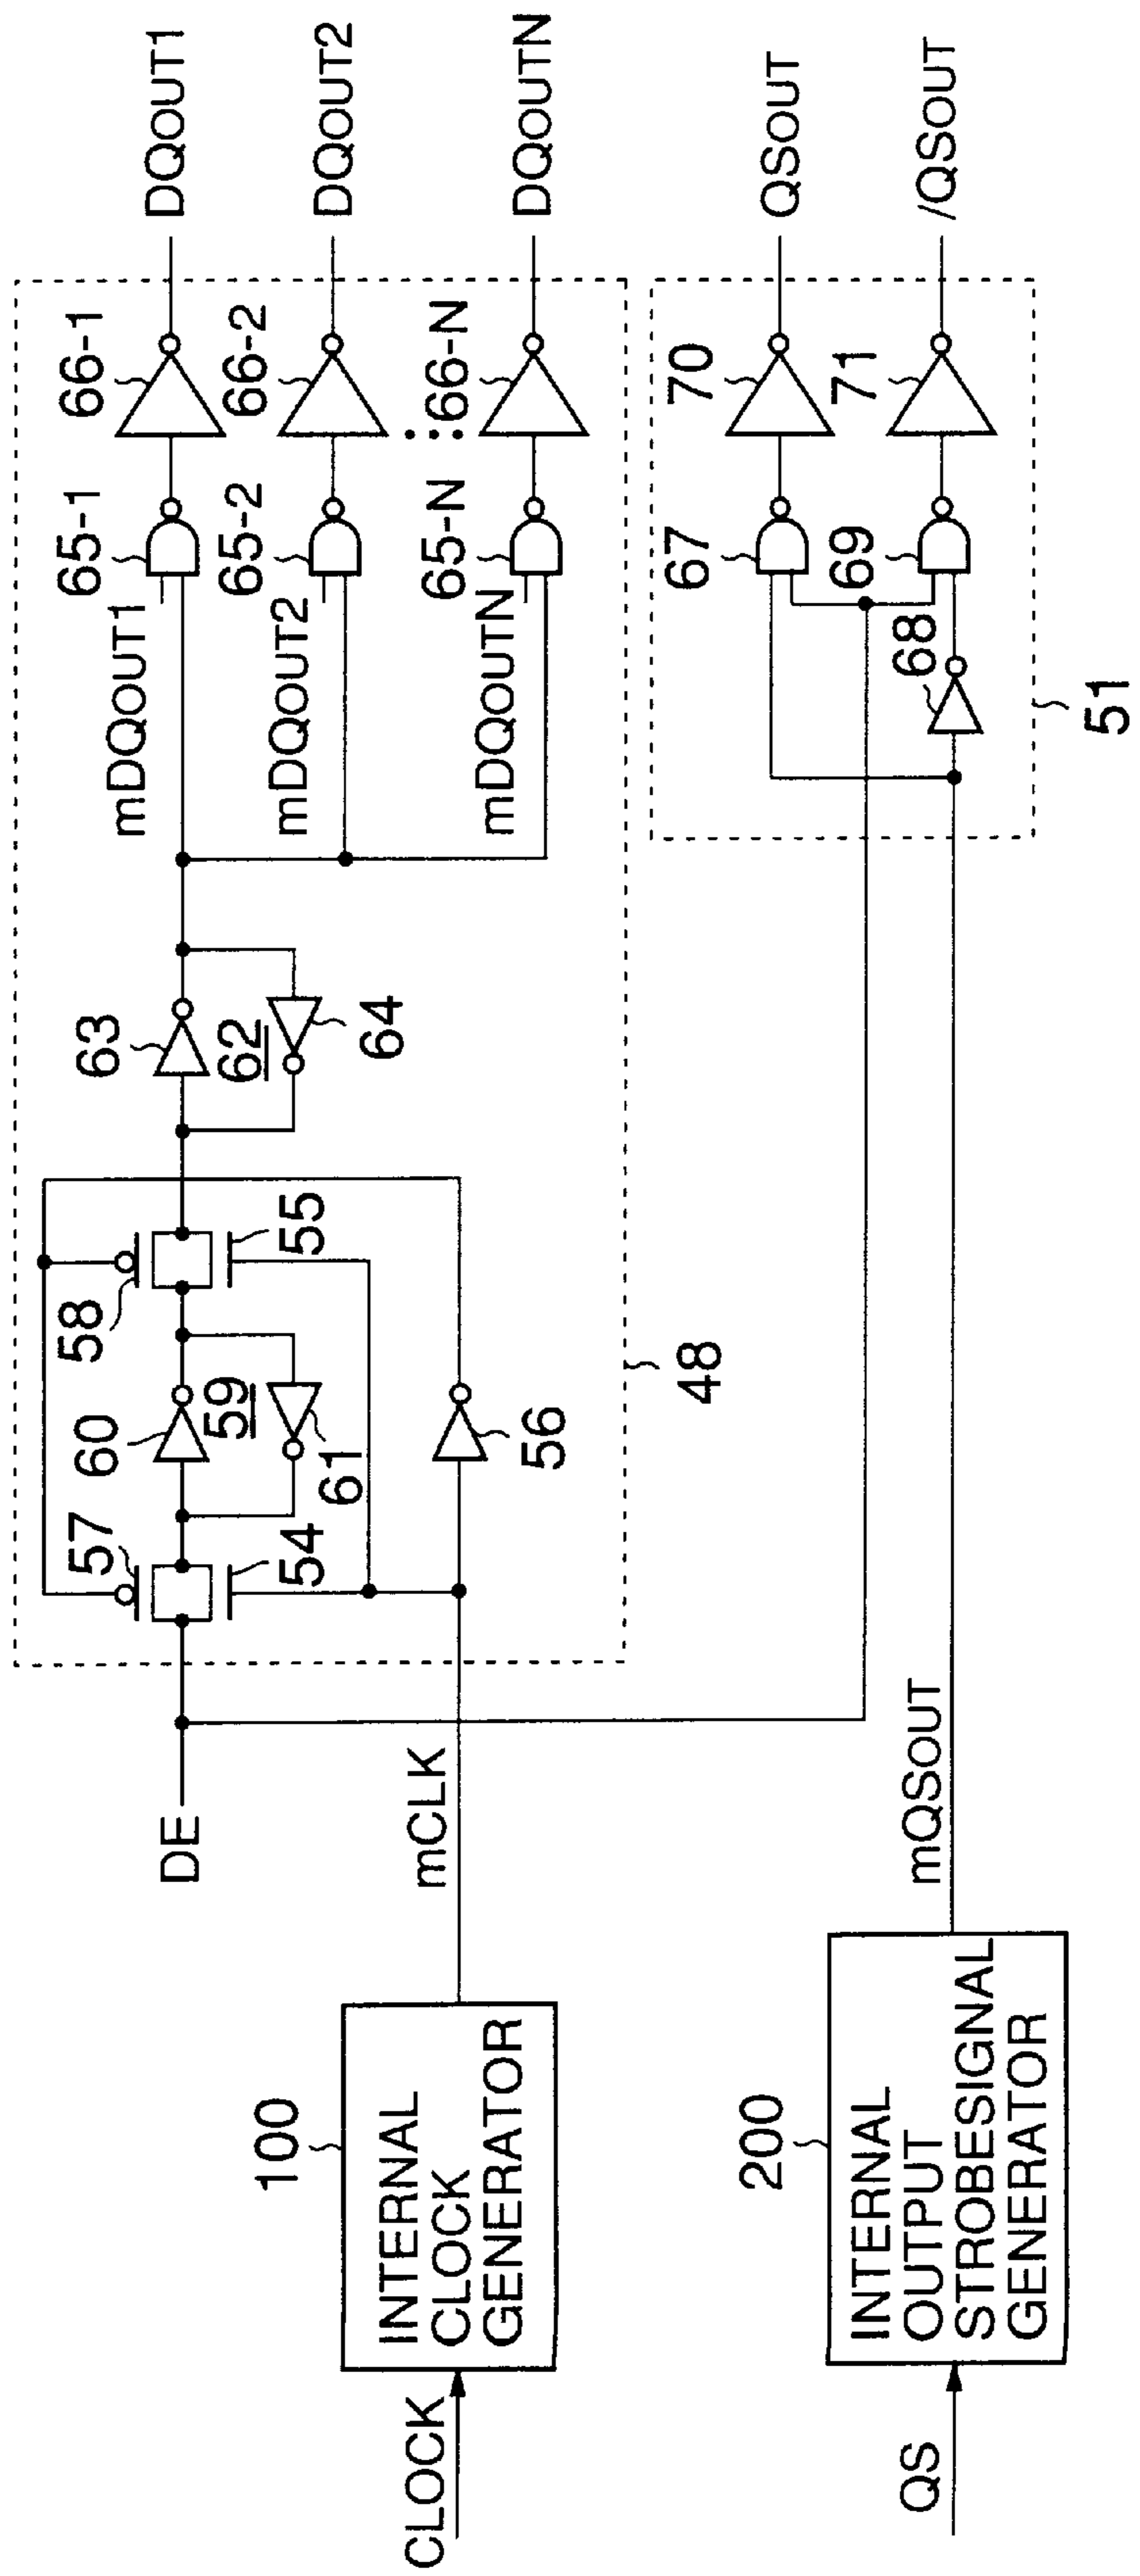 DQOUT1
DQOUT2
DQOUTN
QSOUT
/QSOUT
66-1
66-2
66-N
70
71
65-1
65-2
65-N
67
69
68
mDQOUT1
mDQOUT2
mDQOUTN
51
63
62
64
58
55
60
59
61
57
54
56
48
DE
mCLK
mQSOUT
100
INTERNAL
CLOCK
GENERATOR
CLOCK
200
INTERNAL
OUTPUT
STROBESIGNAL
GENERATOR
QS